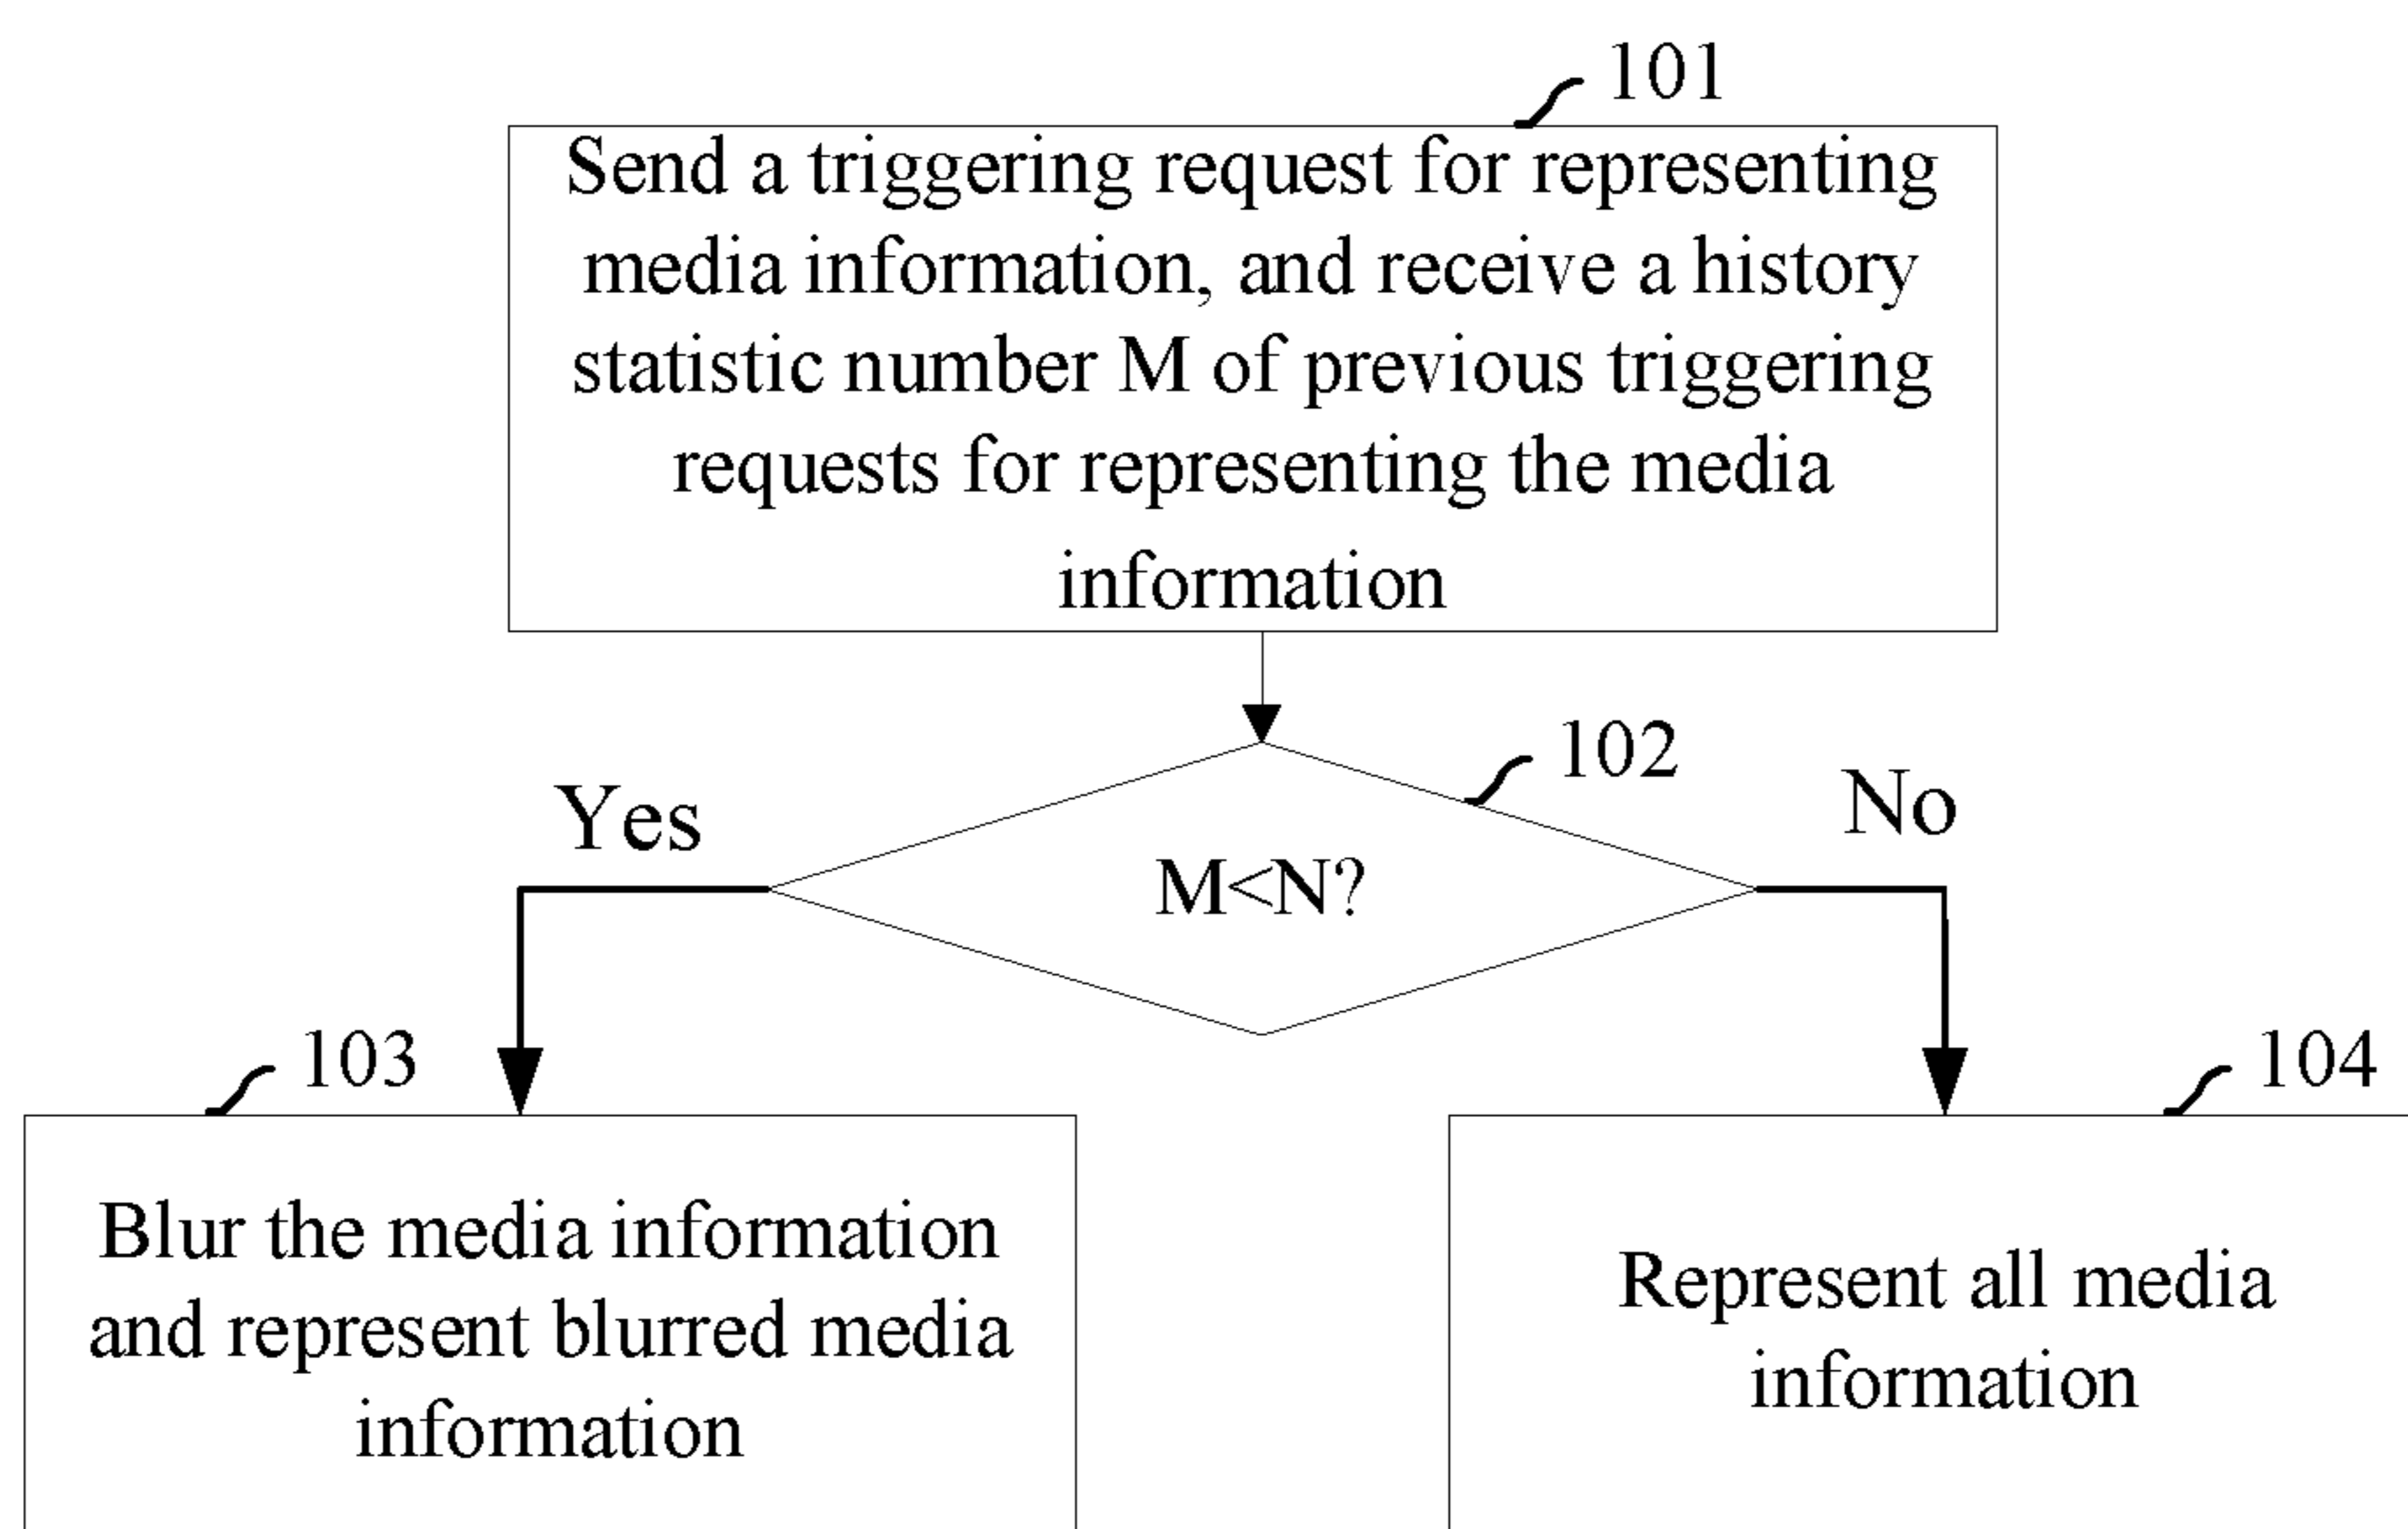 101
Send a triggering request for representing
media information, and receive a history
statistic number M of previous triggering
requests for representing the media
information
102
Yes
No
M<N?
103
104
Blur the media information
and represent blurred media
information
Represent all media
information